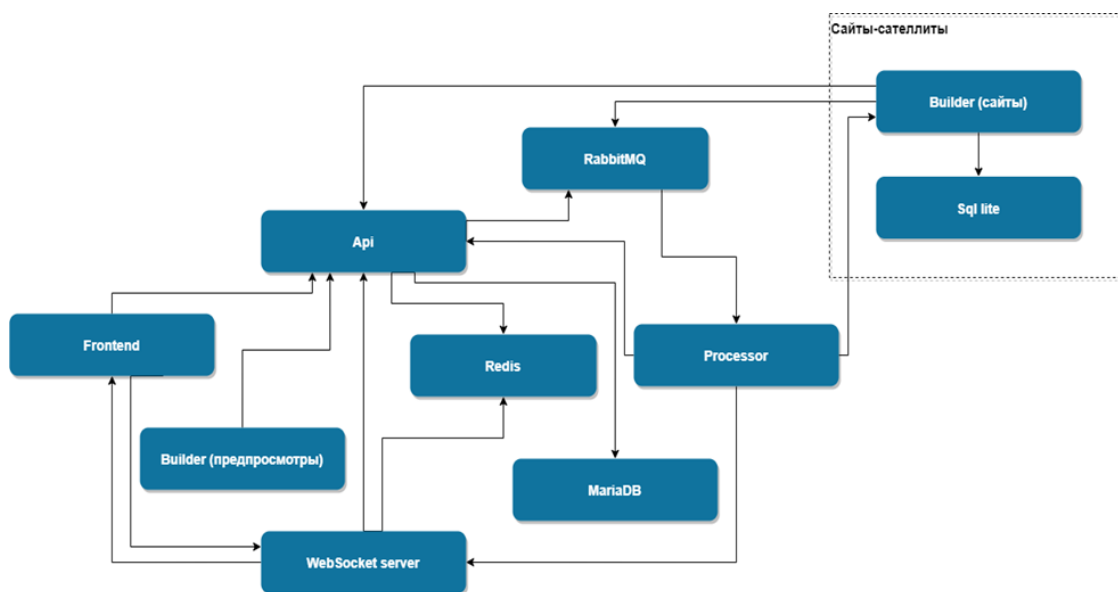 Сайты-сателлиты
Builder (сайты)
RabbitMQ
Sql lite
Api
Frontend
Processor
Redis
Builder (предпросмотры)
MariaDB
WebSocket server